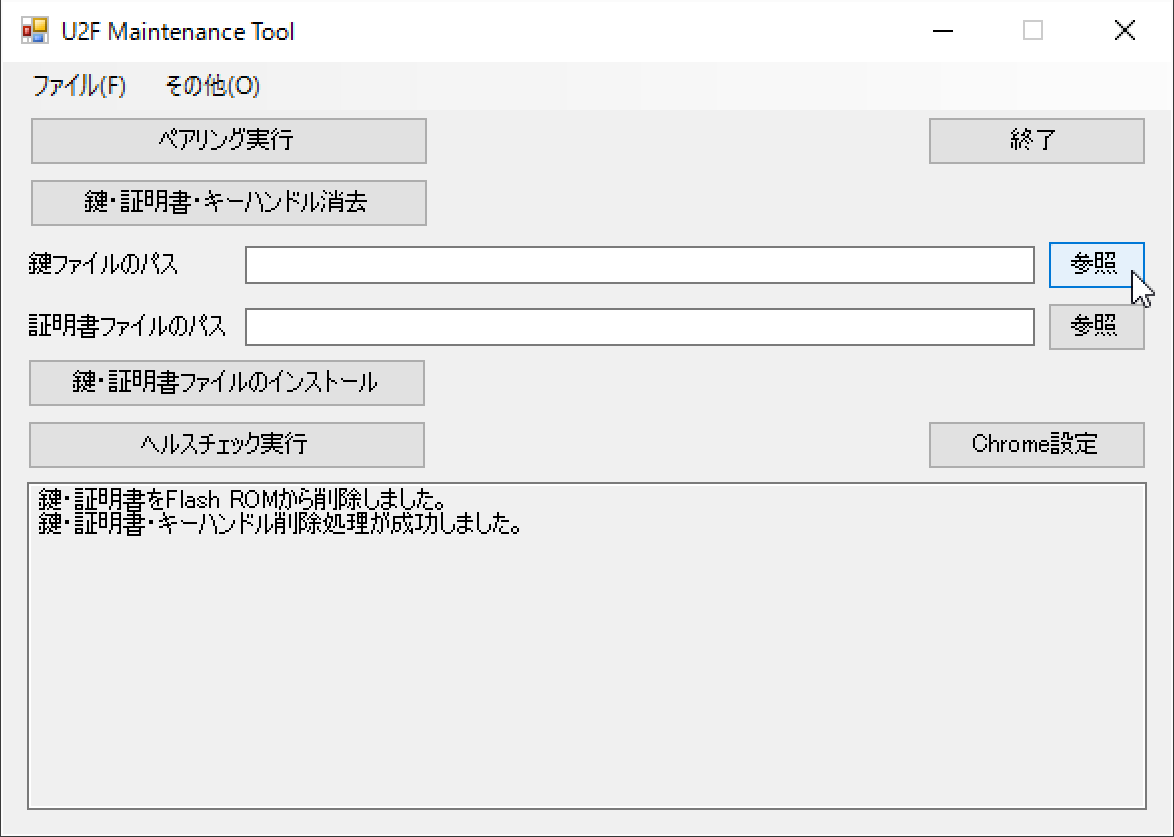 U2F Maintenance Tool
ファイル(F) その他(O)
ペアリング実行 終了
鍵・証明書・キーハンドル消去
鍵ファイルのパス 参照
証明書ファイルのパス 参照
鍵・証明書ファイルのインストール
ヘルスチェック実行 Chrome設定
鍵・証明書をFlash ROMから削除しました。
鍵・証明書・キーハンドル削除処理が成功しました。